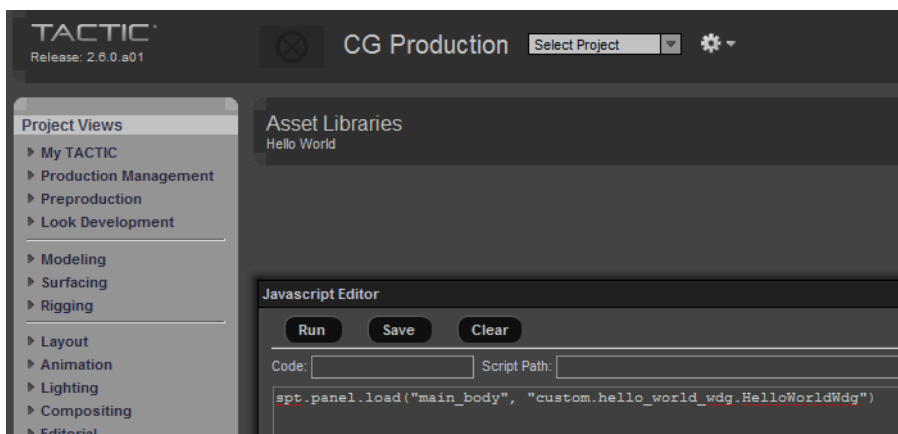 TACTIC
Release: 2.6.0.a01
CG Production Select Project
Project Views
My TACTIC
Production Management
Preproduction
Look Development
Modeling
Surfacing
Rigging
Layout
Animation
Lighting
Compositing
Editorial
Asset Libraries
Hello World
Javascript Editor
Run Save Clear
Code: Script Path:
spt.panel.load("main_body", "custom.hello_world_wdg.HelloWorldWdg")